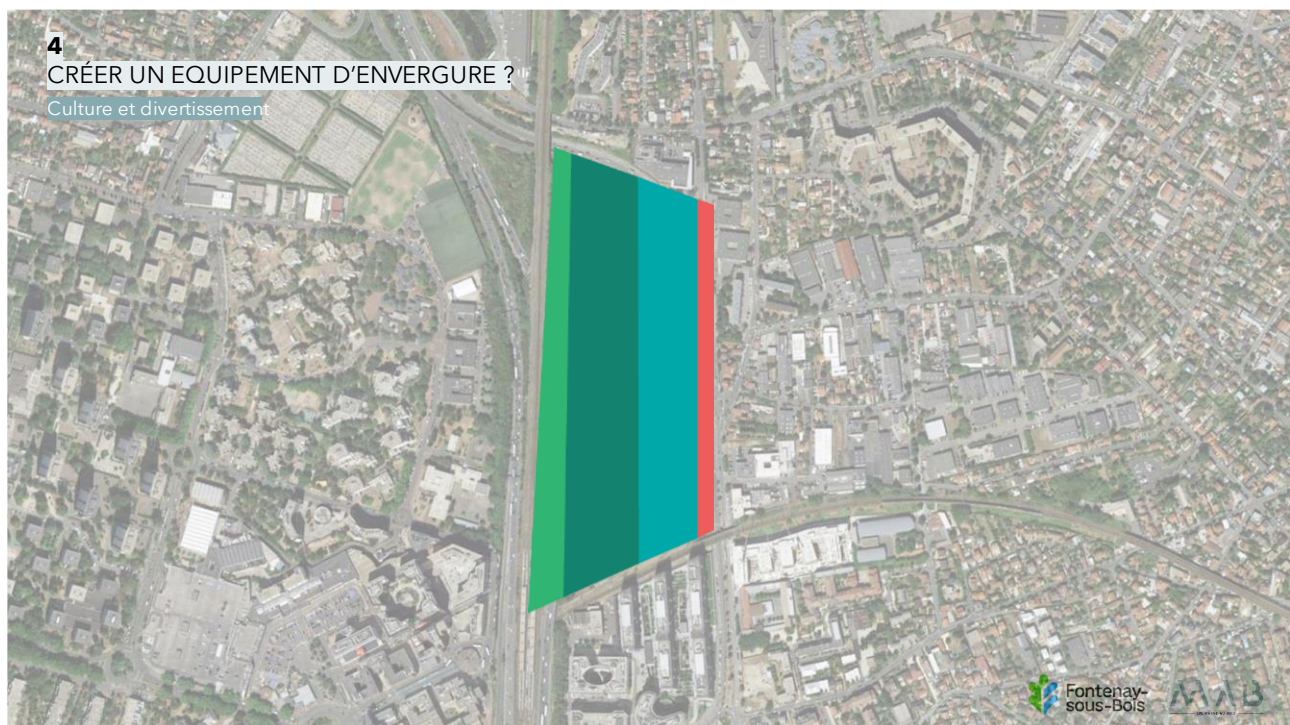 4
CRÉER UN EQUIPEMENT D’ENVERGURE ?
Culture et divertissement
Fontenay-
sous-Bois